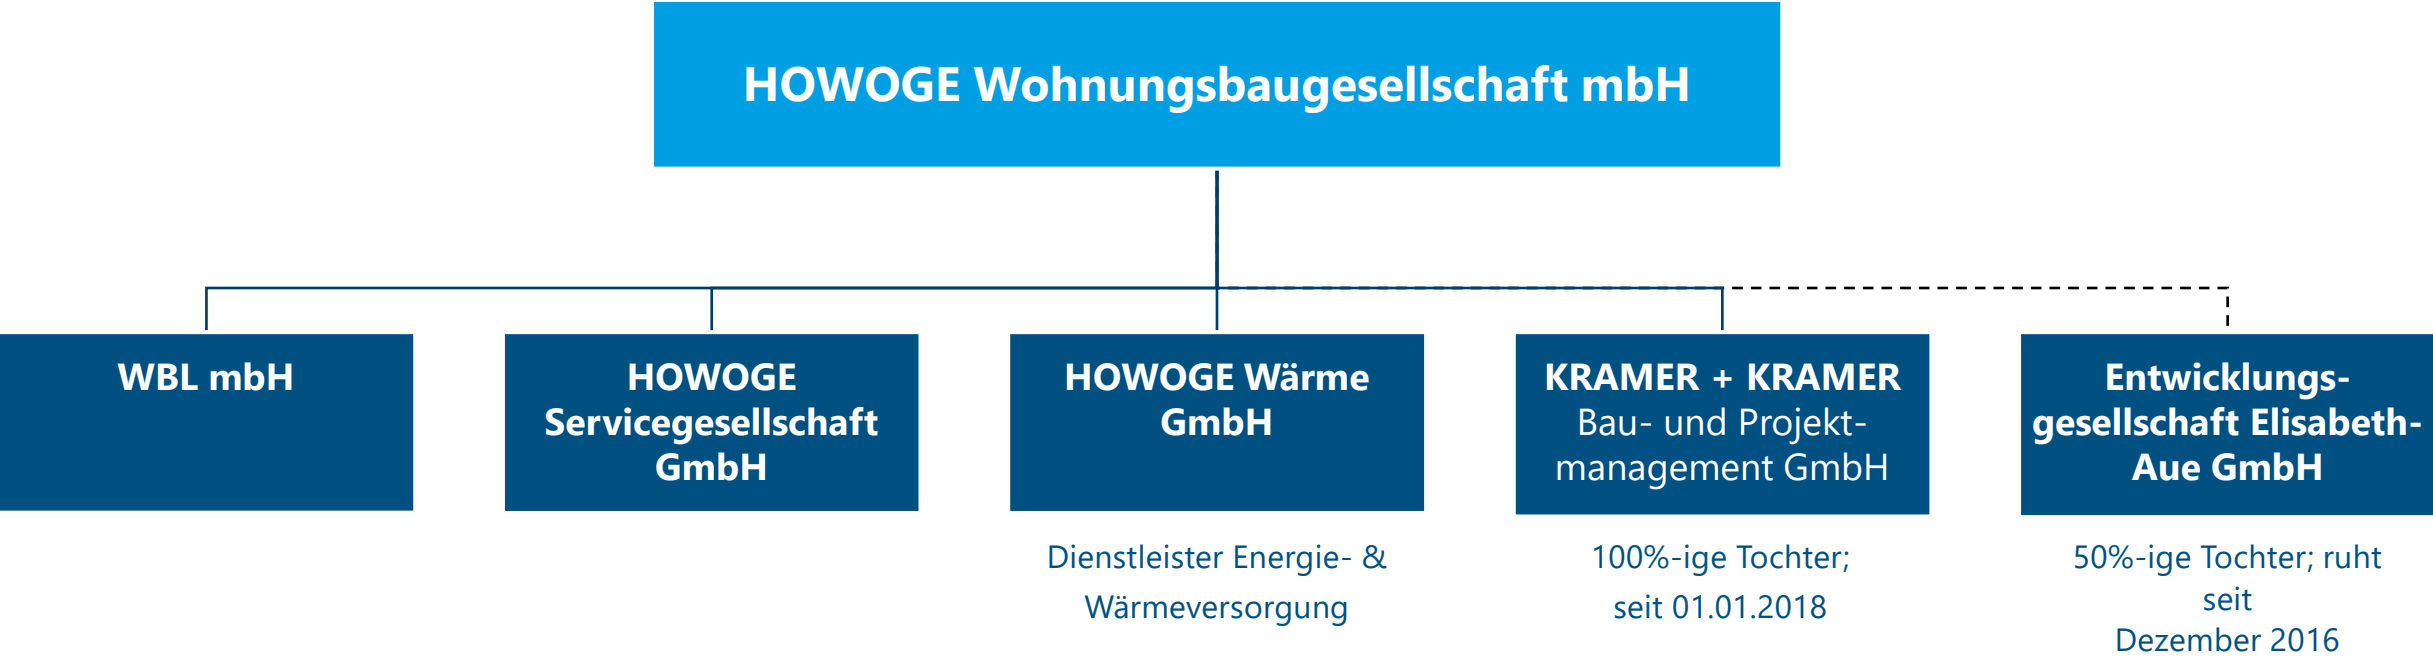 HOWOGE Wohnungsbaugesellschaft mbH
WBL mbH
HOWOGE
Servicegesellschaft
GmbH
HOWOGE Wärme
GmbH
Dienstleister Energie- &
Wärmeversorgung
KRAMER + KRAMER
Bau- und Projekt-
management GmbH
100%-ige Tochter;
seit 01.01.2018
Entwicklungs-
gesellschaft Elisabeth-
Aue GmbH
50%-ige Tochter; ruht
seit
Dezember 2016